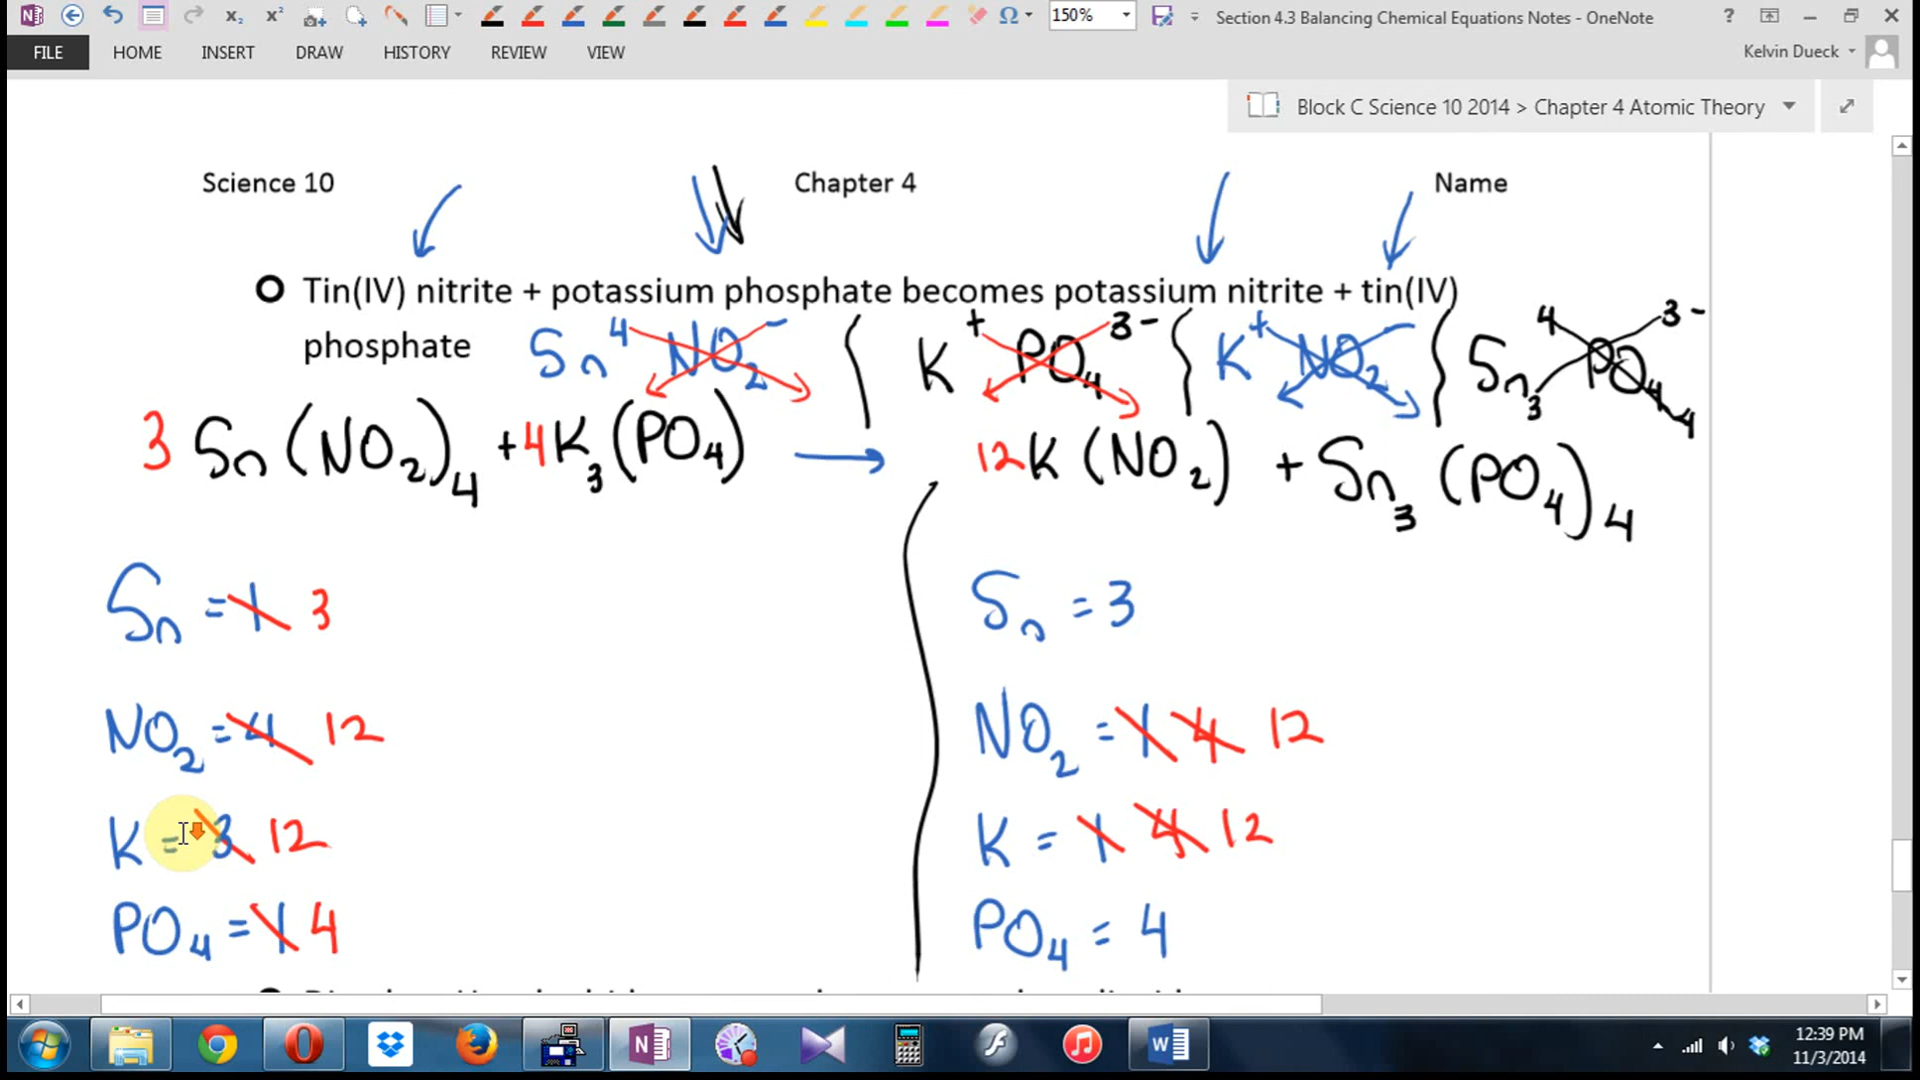 150% Section 4.3 Balancing Chemical Equations Notes - OneNote ?
FILE HOME INSERT DRAW HISTORY REVIEW VIEW Kelvin Dueck
Block C Science 10 2014 > Chapter 4 Atomic Theory
Science 10 Chapter 4 Name
Tin(IV) nitrite + potassium phosphate becomes potassium nitrite + tin(IV)
phosphate Sn⁴ NO₂⁻ K⁺ PO₄³⁻ K⁺ NO₂⁻ Sn₃⁴ PO₄³⁻ ₄
3 Sn(NO₂)₄ + 4K₃(PO₄) → 12K(NO₂) + Sn₃(PO₄)₄
Sn = 1 3 Sn = 3
NO₂ = 4 12 NO₂ = 1 4 12
K = 3 12 K = 1 4 12
PO₄ = 1 4 PO₄ = 4
12:39 PM
11/3/2014